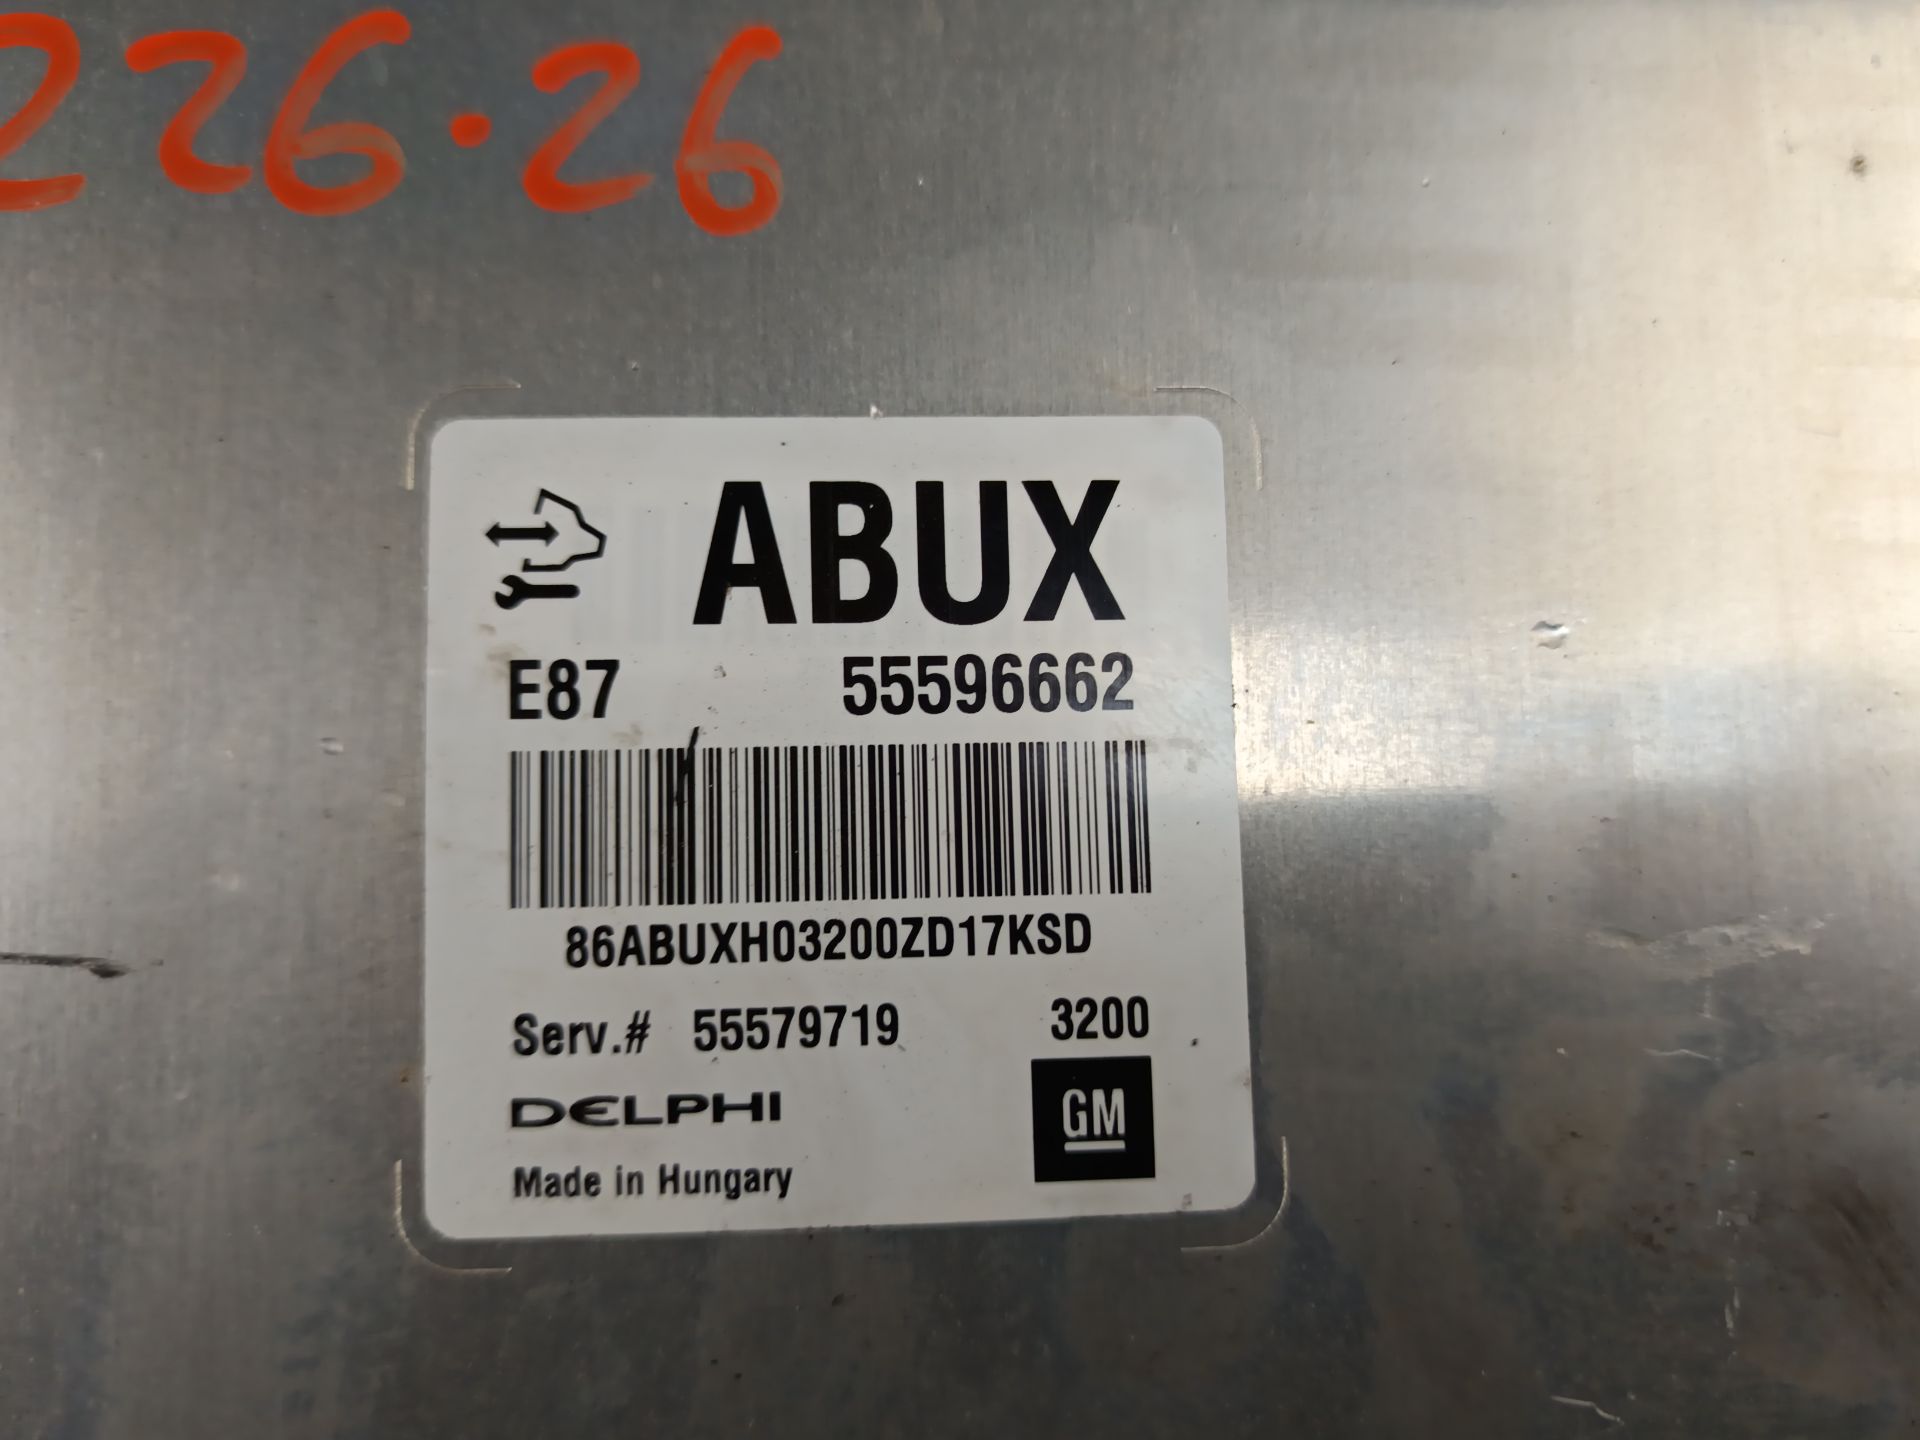 226.26
ABUX
E87 55596662
86ABUXH03200ZD17KSD
Serv.# 55579719 3200
DELPHI
GM
Made in Hungary